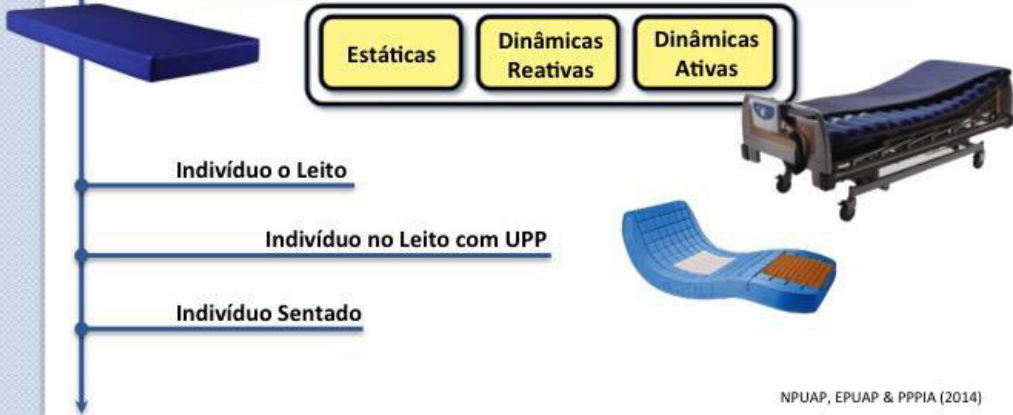 Estáticas
Dinâmicas
Reativas
Dinâmicas
Ativas
Indivíduo o Leito
Indivíduo no Leito com UPP
Indivíduo Sentado
NPUAP, EPUAP & PPPIA (2014)